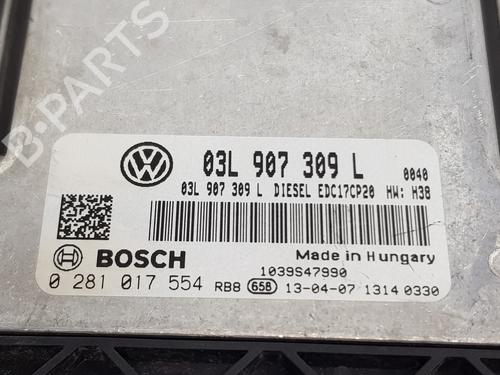 B-PARTS
03L 907 309 L 0040
03L 907 309 L DIESEL EDC17CP20 HW: H38
BOSCH
Made in Hungary
1039S47990
0 281 017 554 RB8 658 13-04-07 1314 0330